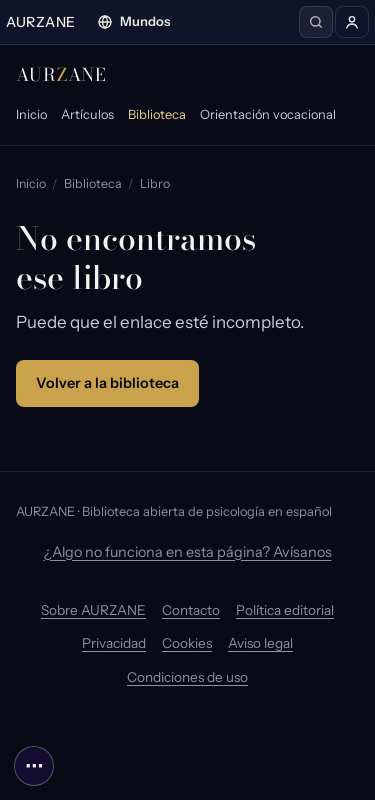 AURZANE Mundos
AURZANE
Inicio Artículos Biblioteca Orientación vocacional
Inicio / Biblioteca / Libro
No encontramos
ese libro
Puede que el enlace esté incompleto.
Volver a la biblioteca
AURZANE · Biblioteca abierta de psicología en español
¿Algo no funciona en esta página? Avísanos
Sobre AURZANE Contacto Política editorial
Privacidad Cookies Aviso legal
Condiciones de uso